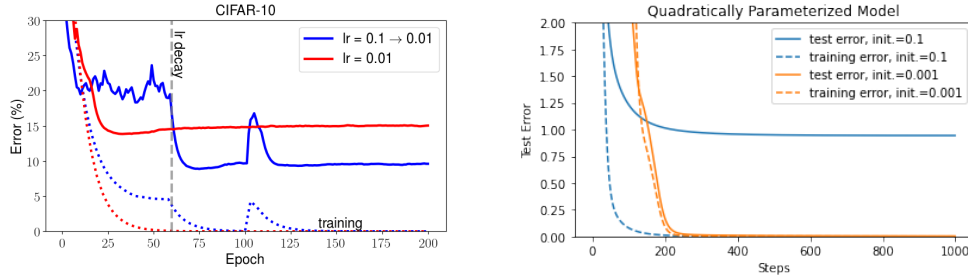 CIFAR-10
30
25
20
15
10
5
0
Error (%)
lr decay
lr = 0.1 → 0.01
lr = 0.01
training
0 25 50 75 100 125 150 175 200
Epoch
Quadratically Parameterized Model
2.00
1.75
1.50
1.25
1.00
0.75
0.50
0.25
0.00
Test Error
test error, init.=0.1
training error, init.=0.1
test error, init.=0.001
training error, init.=0.001
0 200 400 600 800 1000
Steps